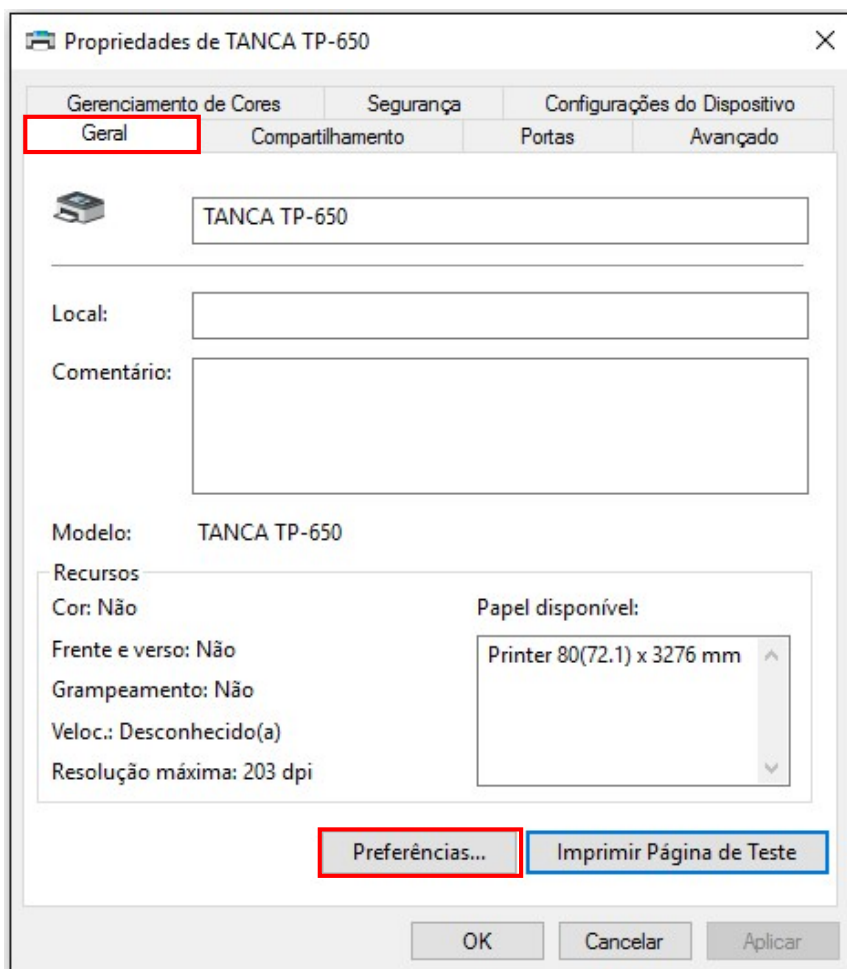 Propriedades de TANCA TP-650
Gerenciamento de Cores Segurança Configurações do Dispositivo
Geral Compartilhamento Portas Avançado
TANCA TP-650
Local:
Comentário:
Modelo: TANCA TP-650
Recursos
Cor: Não Papel disponível:
Frente e verso: Não Printer 80(72.1) x 3276 mm
Grampeamento: Não
Veloc.: Desconhecido(a)
Resolução máxima: 203 dpi
Preferências... Imprimir Página de Teste
OK Cancelar Aplicar